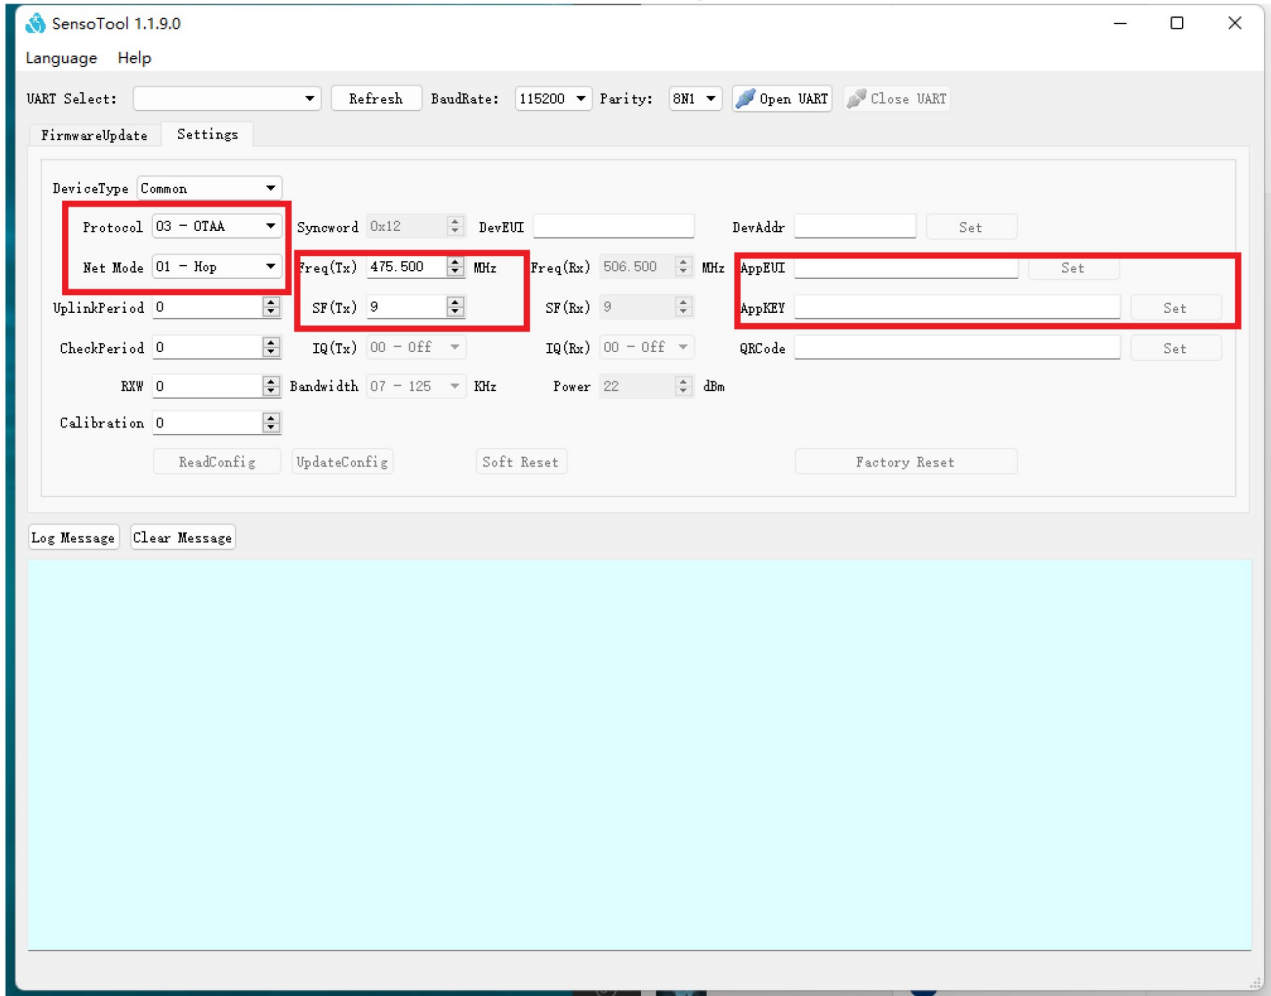 SensoTool 1.1.9.0
Language Help
UART Select: Refresh BaudRate: 115200 Parity: 8N1 Open UART Close UART
FirmwareUpdate Settings
DeviceType Common
Protocol 03 - OTAA Syncword 0x12 DevEUI DevAddr Set
Net Mode 01 - Hop Freq(Tx) 475.500 MHz Freq(Rx) 506.500 MHz AppEUI Set
UplinkPeriod 0 SF(Tx) 9 SF(Rx) 9 AppKEY Set
CheckPeriod 0 IQ(Tx) 00 - Off IQ(Rx) 00 - Off QRCode Set
RXW 0 Bandwidth 07 - 125 KHz Power 22 dBm
Calibration 0
ReadConfig UpdateConfig Soft Reset Factory Reset
Log Message Clear Message